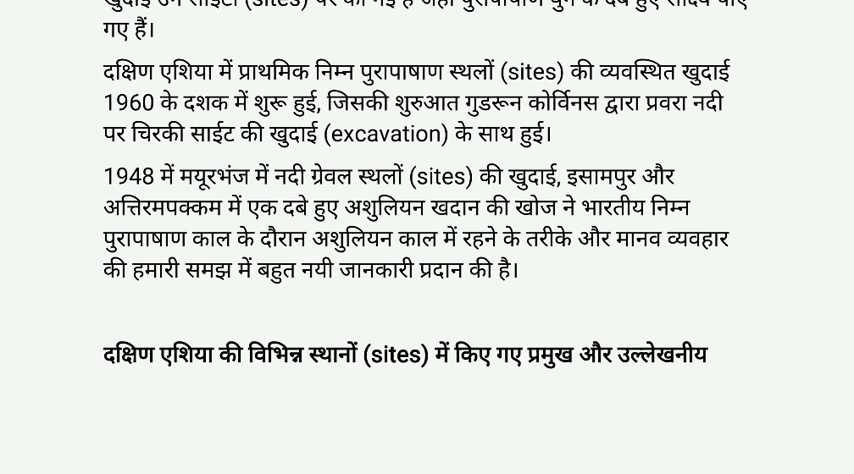 गए हैं।
दक्षिण एशिया में प्राथमिक निम्न पुरापाषाण स्थलों (sites) की व्यवस्थित खुदाई
1960 के दशक में शुरू हुई, जिसकी शुरुआत गुडरून कोर्विनस द्वारा प्रवरा नदी
पर चिरकी साईट की खुदाई (excavation) के साथ हुई।
1948 में मयूरभंज में नदी ग्रेवल स्थलों (sites) की खुदाई, इसामपुर और
अत्तिरमपक्कम में एक दबे हुए अशुलियन खदान की खोज ने भारतीय निम्न
पुरापाषाण काल के दौरान अशुलियन काल में रहने के तरीके और मानव व्यवहार
की हमारी समझ में बहुत नयी जानकारी प्रदान की है।
दक्षिण एशिया की विभिन्न स्थानों (sites) में किए गए प्रमुख और उल्लेखनीय